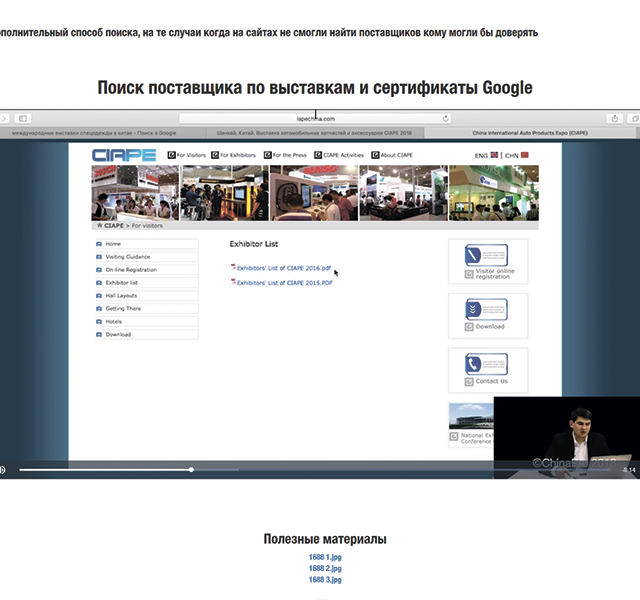 ополнительный способ поиска, на те случаи когда на сайтах не смогли найти поставщиков кому могли бы доверять
Поиск поставщика по выставкам и сертификаты Google
iapechina.com
международные выставки спецодежды в китае - Поиск в Google
Шанхай, Китай. Выставка автомобильных запчастей и аксессуаров CIAPE 2018
China International Auto Products Expo (CIAPE)
CIAPE
For Visitors
For Exhibitors
For the Press
CIAPE Activities
About CIAPE
ENG | CHN
CIAPE > For visitors
Home
Visiting Guidance
On-line Registration
Exhibitor list
Hall Layouts
Getting There
Hotels
Download
Exhibitor List
Exhibitors' List of CIAPE 2016.pdf
Exhibitors' List of CIAPE 2015.PDF
Visitor online
registration
Download
Contact Us
National Ex
Conference
-8:14
Полезные материалы
1688 1.jpg
1688 2.jpg
1688 3.jpg